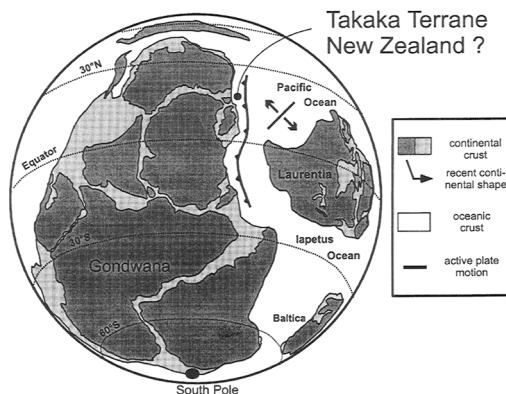 Takaka Terrane
New Zealand ?
30°N
Pacific
Ocean
Equator
Laurentia
30°S
Iapetus
Ocean
Gondwana
60°S
Baltica
South Pole
continental
crust
recent conti-
nental shape
oceanic
crust
active plate
motion